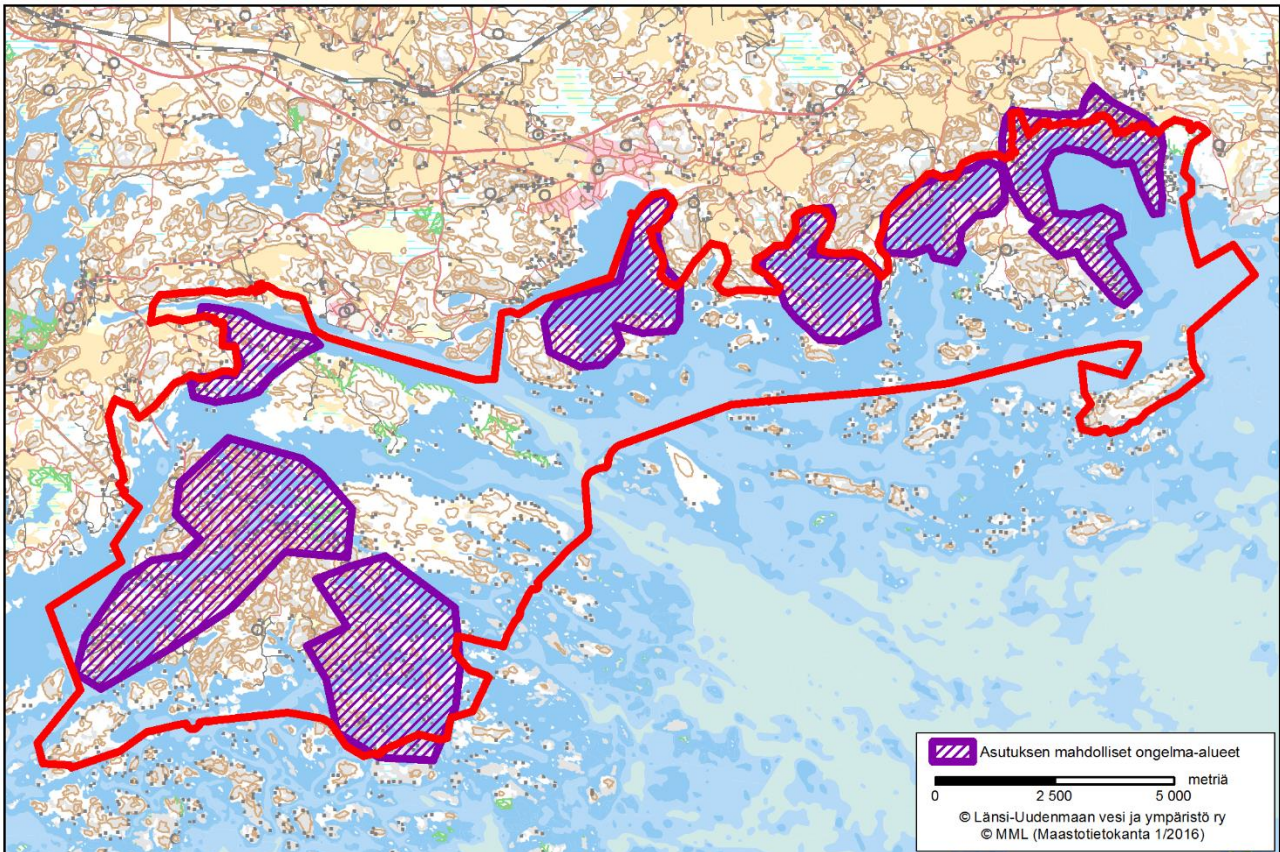 Asutuksen mahdolliset ongelma-alueet
metriä
0 2 500 5 000
© Länsi-Uudenmaan vesi ja ympäristö ry
© MML (Maastotietokanta 1/2016)